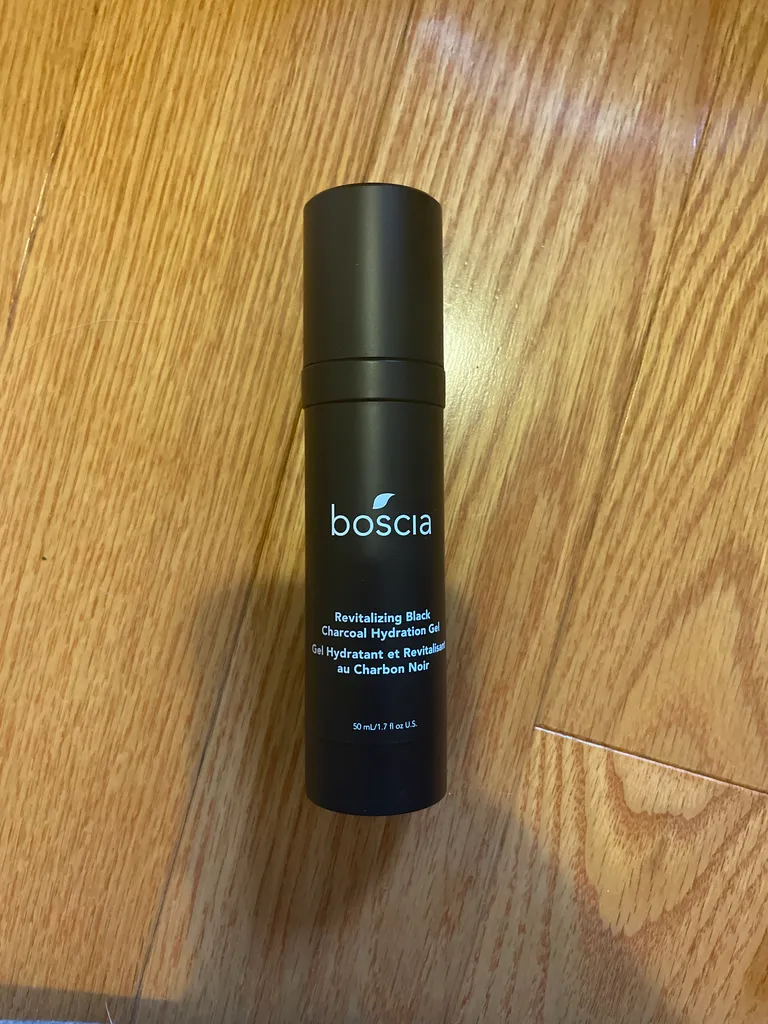 boscia
Revitalizing Black
Charcoal Hydration Gel
Gel Hydratant et Revitalisant
au Charbon Noir
50 mL/1.7 fl oz U.S.